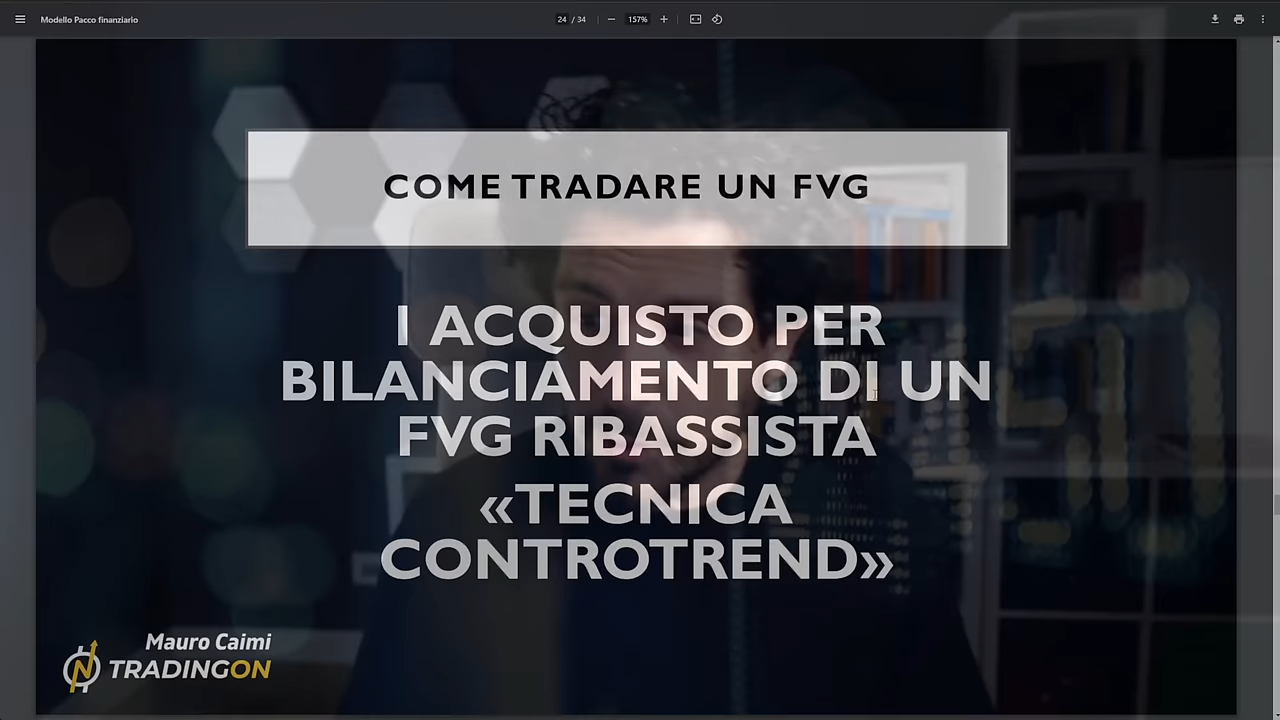 Modello Pacco finanziario
24 / 34
157%
COME TRADARE UN FVG
I ACQUISTO PER
BILANCIAMENTO DI UN
FVG RIBASSISTA
«TECNICA
CONTROTREND»
Mauro Caimi
TRADINGON